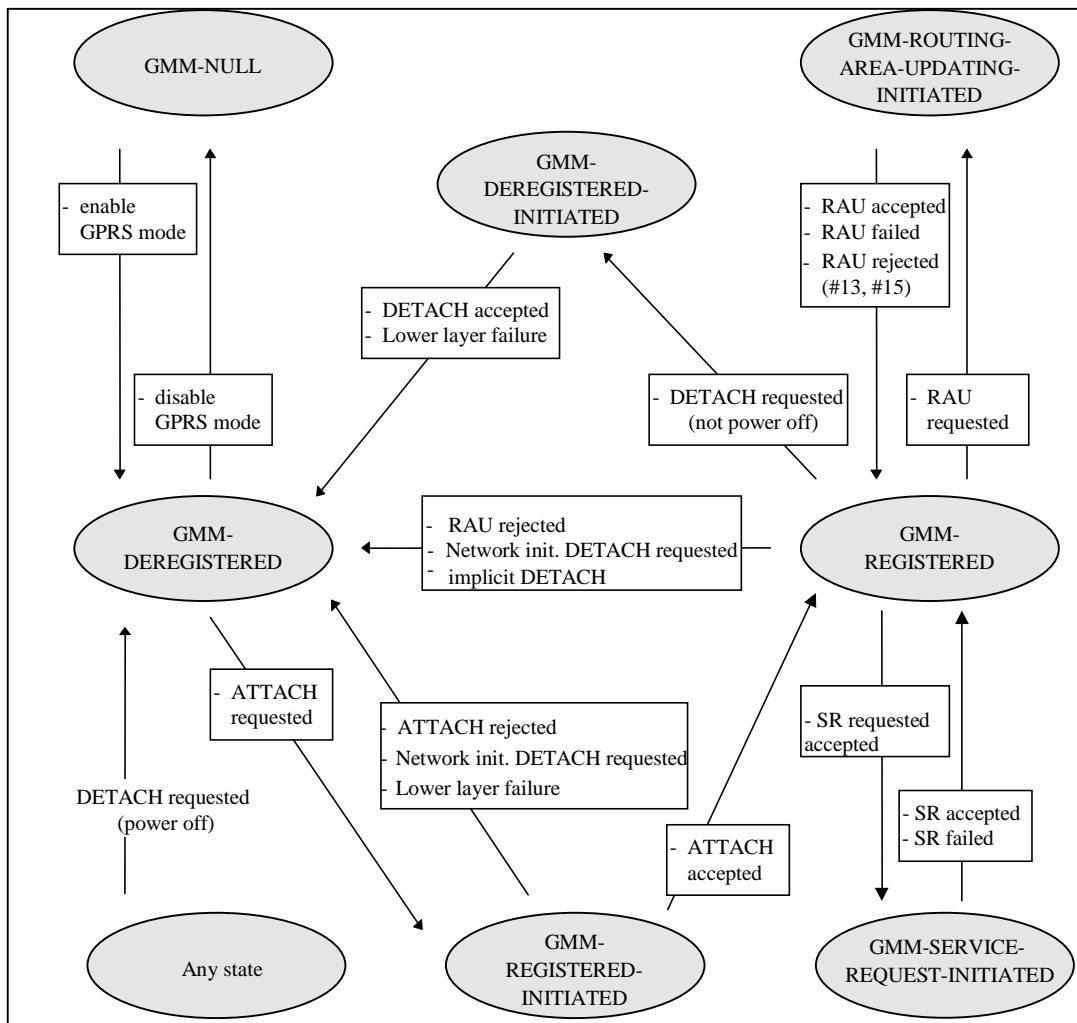 GMM-NULL
GMM-ROUTING-
AREA-UPDATING-
INITIATED
GMM-
DEREGISTERED-
INITIATED
- enable
GPRS mode
- RAU accepted
- RAU failed
- RAU rejected
(#13, #15)
- DETACH accepted
- Lower layer failure
- disable
GPRS mode
- DETACH requested
(not power off)
- RAU
requested
GMM-
DEREGISTERED
- RAU rejected
- Network init. DETACH requested
- implicit DETACH
GMM-
REGISTERED
- ATTACH
requested
- ATTACH rejected
- Network init. DETACH requested
- Lower layer failure
- SR requested
accepted
DETACH requested
(power off)
- ATTACH
accepted
- SR accepted
- SR failed
Any state
GMM-
REGISTERED-
INITIATED
GMM-SERVICE-
REQUEST-INITIATED